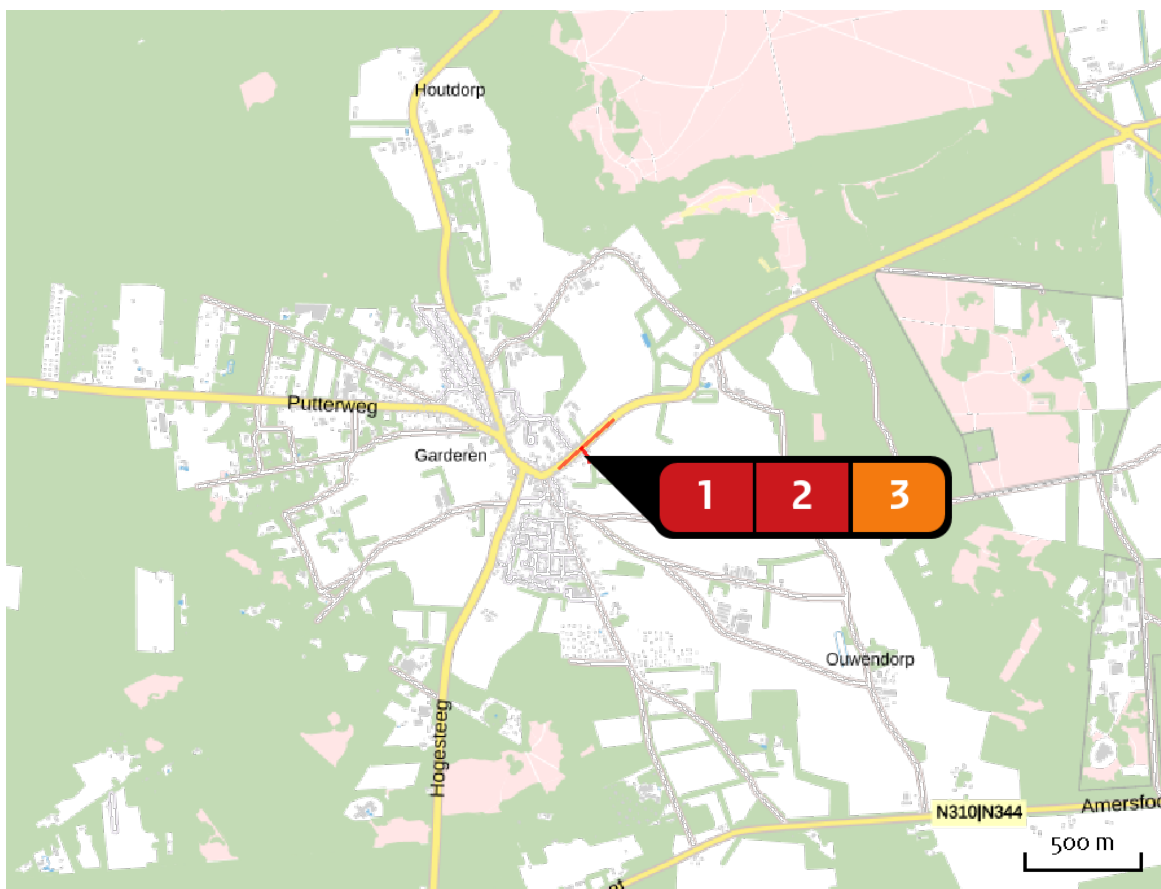 Houtdorp
Putterweg
Garderen
1 2 3
Ouwendorp
Hogesteeg
N310|N344
Amersfoo
500 m